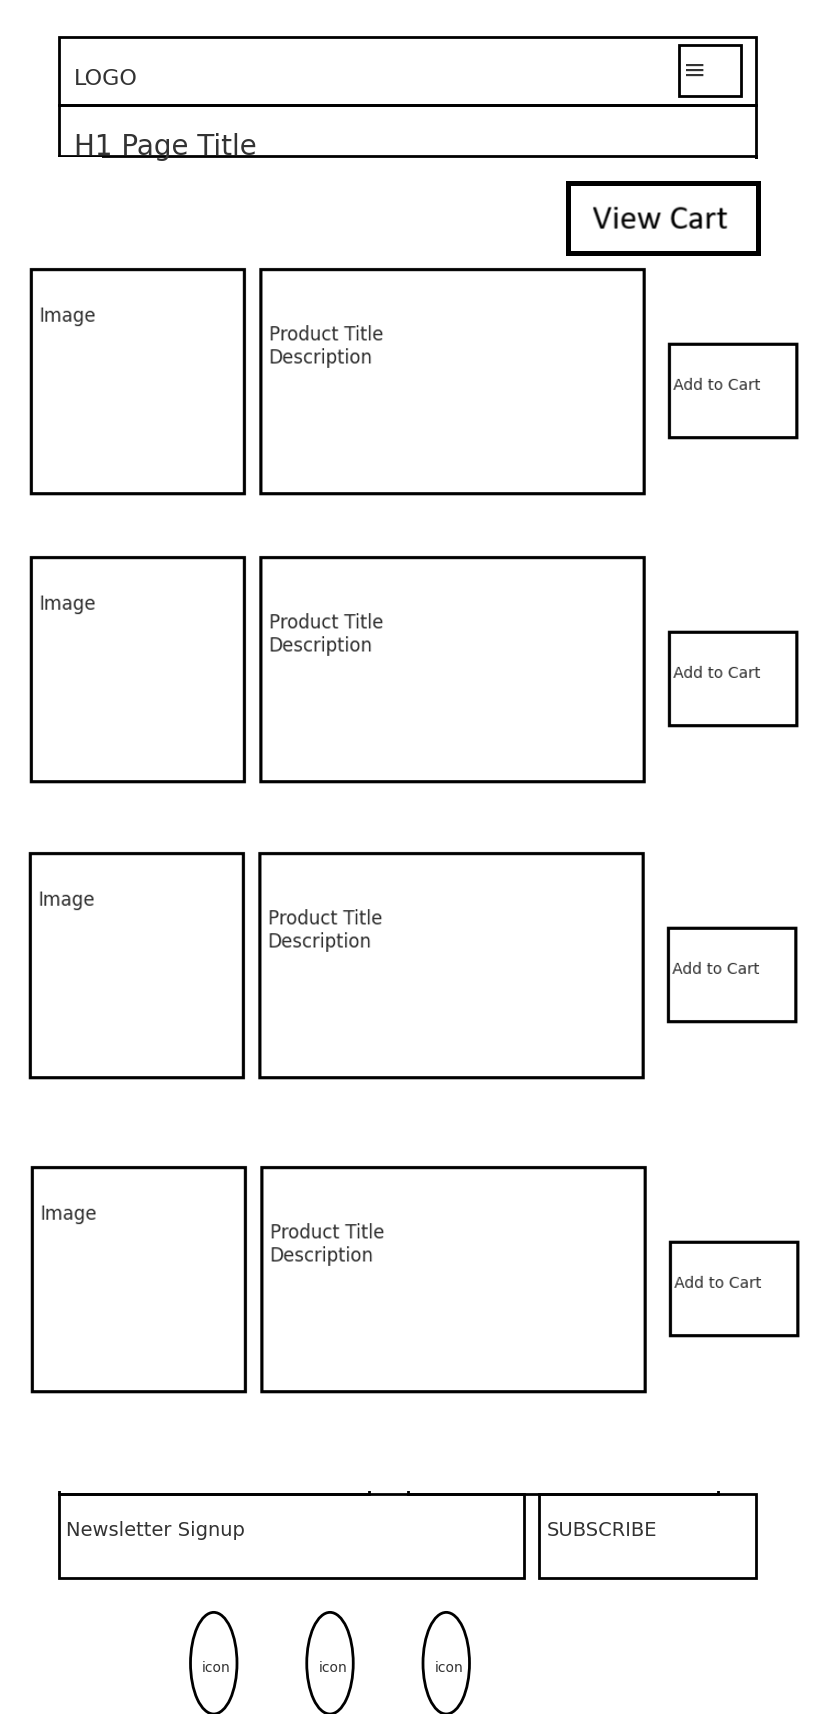 LOGO
≡
H1 Page Title
View Cart
Image
Product Title
Description
Add to Cart
Image
Product Title
Description
Add to Cart
Image
Product Title
Description
Add to Cart
Image
Product Title
Description
Add to Cart
Newsletter Signup
SUBSCRIBE
icon
icon
icon